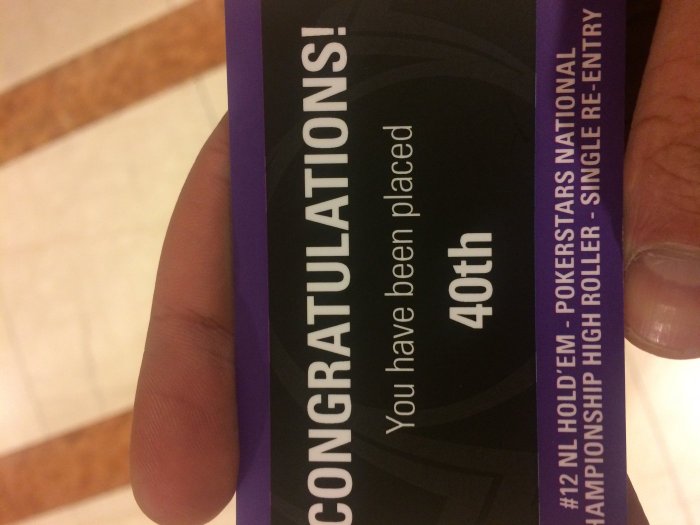 CONGRATULATIONS!
You have been placed
40th
#12 NL HOLD'EM - POKERSTARS NATIONAL
HAMPIONSHIP HIGH ROLLER - SINGLE RE-ENTRY